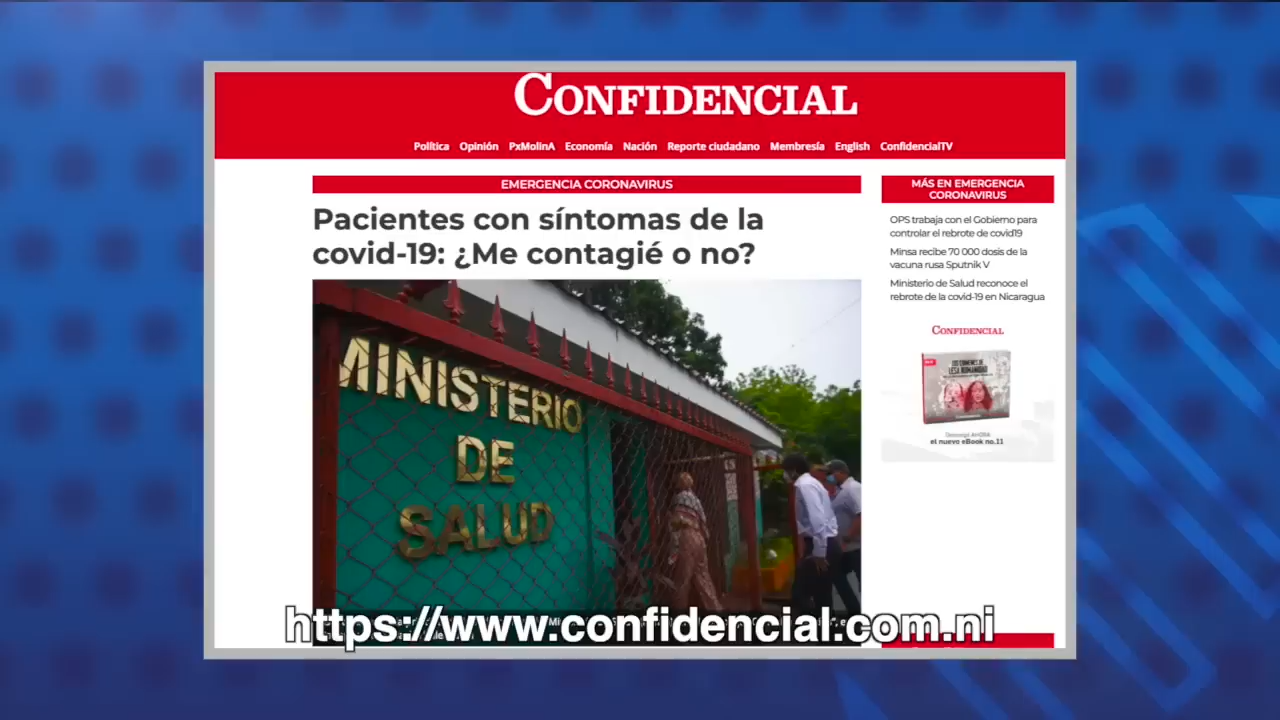 CONFIDENCIAL
Política Opinión PxMolinA Economía Nación Reporte ciudadano Membresía English ConfidencialTV
EMERGENCIA CORONAVIRUS
Pacientes con síntomas de la
covid-19: ¿Me contagié o no?
MINISTERIO
DE
SALUD
MÁS EN EMERGENCIA
CORONAVIRUS
OPS trabaja con el Gobierno para
controlar el rebrote de covid19
Minsa recibe 70 000 dosis de la
vacuna rusa Sputnik V
Ministerio de Salud reconoce el
rebrote de la covid-19 en Nicaragua
CONFIDENCIAL
LESA HUMANIDAD
el nuevo eBook no.11
https://www.confidencial.com.ni